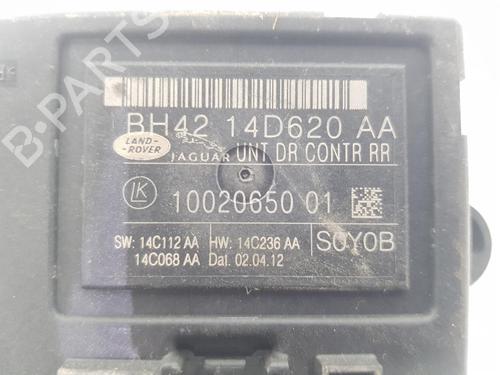 BH42 14D620 AA
LAND-
-ROVER
JAGUAR UNT DR CONTR RR
LK 10020650 01
SW: 14C112 AA HW: 14C236 AA S0Y0B
14C068 AA Dat. 02.04.12
B-PARTS